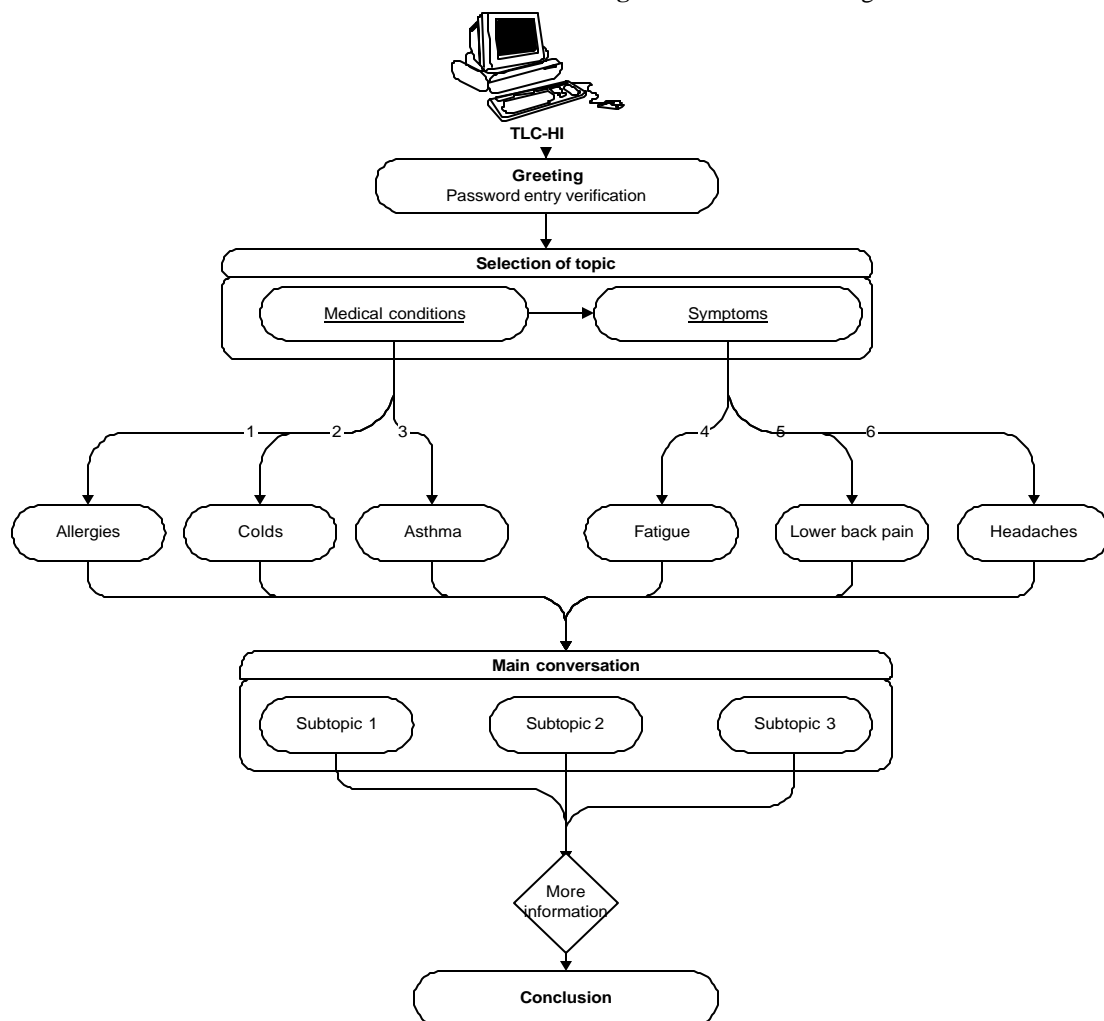 TLC-HI
Greeting
Password entry verification
Selection of topic
Medical conditions
Symptoms
1
2
3
4
5
6
Allergies
Colds
Asthma
Fatigue
Lower back pain
Headaches
Main conversation
Subtopic 1
Subtopic 2
Subtopic 3
More
information
Conclusion